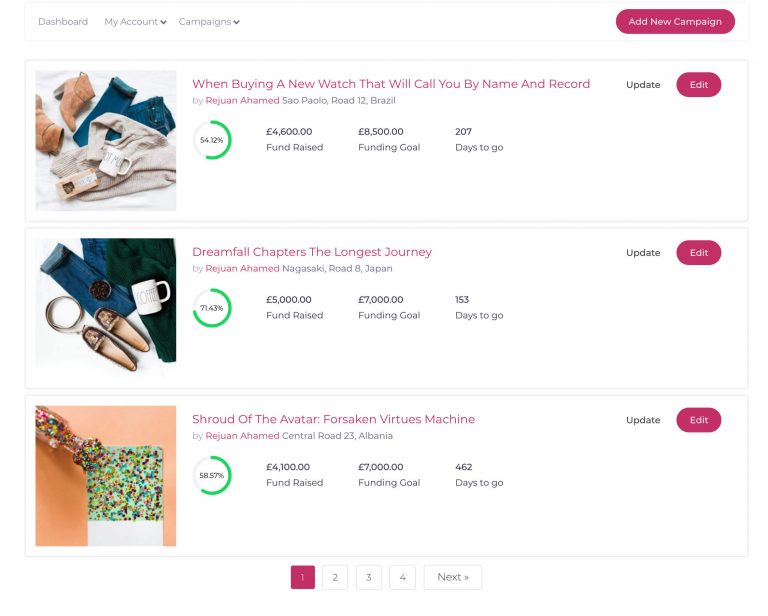 Dashboard My Account Campaigns Add New Campaign
When Buying A New Watch That Will Call You By Name And Record Update Edit
by Rejuan Ahamed Sao Paolo, Road 12, Brazil
54.12% £4,600.00 £8,500.00 207
Fund Raised Funding Goal Days to go
Dreamfall Chapters The Longest Journey Update Edit
by Rejuan Ahamed Nagasaki, Road 8, Japan
71.43% £5,000.00 £7,000.00 153
Fund Raised Funding Goal Days to go
COFFEE
Shroud Of The Avatar: Forsaken Virtues Machine Update Edit
by Rejuan Ahamed Central Road 23, Albania
58.57% £4,100.00 £7,000.00 462
Fund Raised Funding Goal Days to go
1 2 3 4 Next »